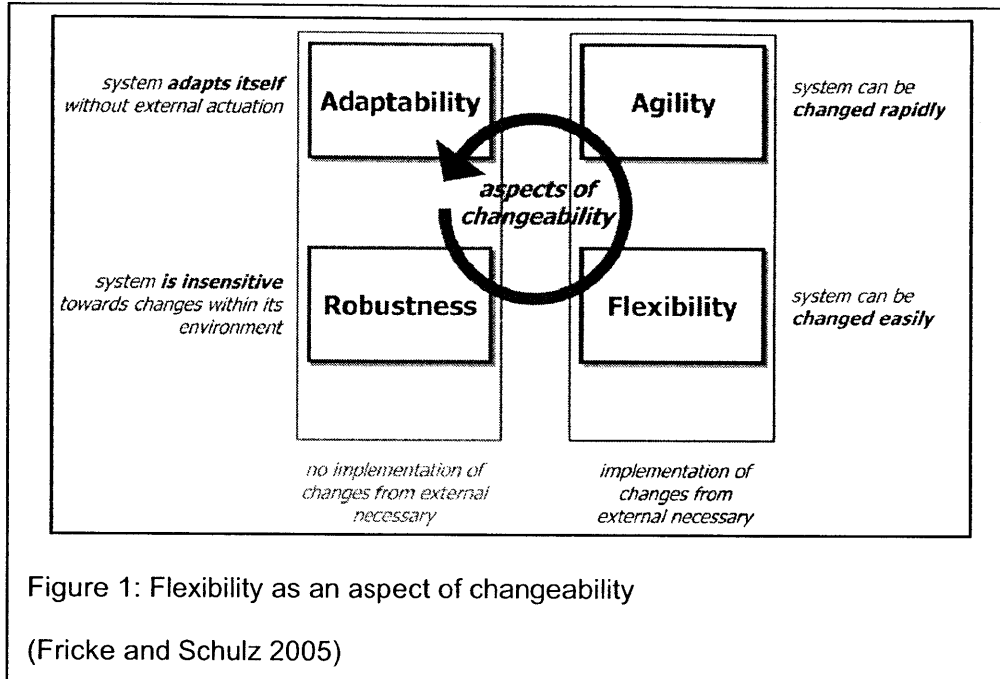 system adapts itself
without external actuation
Adaptability
Agility
system can be
changed rapidly
aspects of
changeability
system is insensitive
towards changes within its
environment
Robustness
Flexibility
system can be
changed easily
no implementation of
changes from external
necessary
implementation of
changes from
external necessary
Figure 1: Flexibility as an aspect of changeability
(Fricke and Schulz 2005)